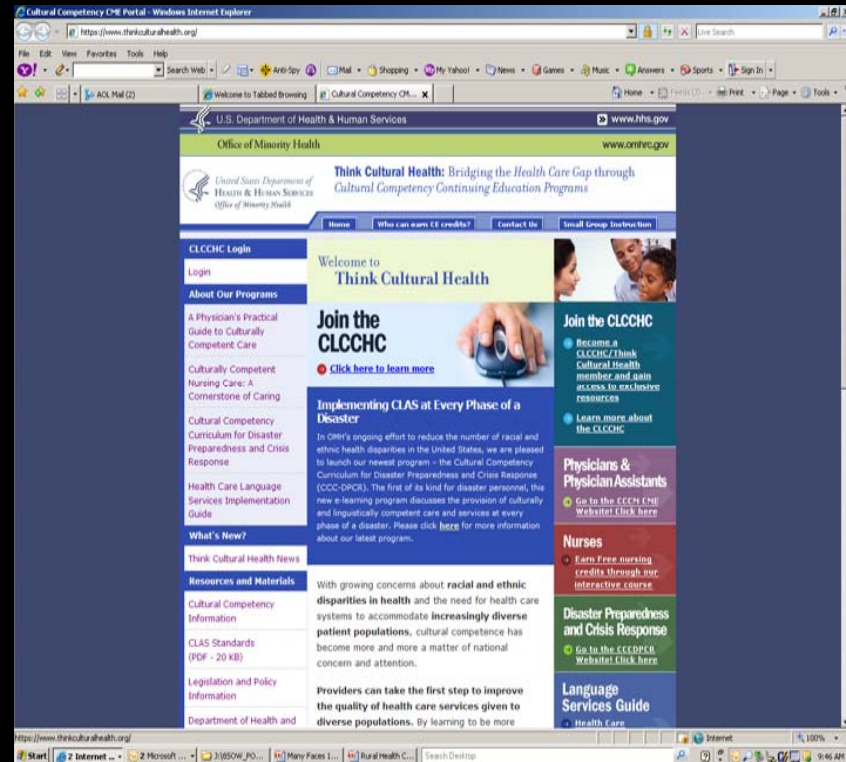 Cultural Competency CME Portal - Windows Internet Explorer
https://www.thinkculturalhealth.org/
Live Search
File Edit View Favorites Tools Help
Search Web Anti-Spy Mail Shopping My Yahoo! News Games Music Answers Sports Sign In
AOL Mail (2) Welcome to Tabbed Browsing Cultural Competency CM... Home Print Page Tools
U.S. Department of Health & Human Services www.hhs.gov
Office of Minority Health www.omhrc.gov
United States Department of
HEALTH & HUMAN SERVICES
Office of Minority Health
Think Cultural Health: Bridging the Health Care Gap through
Cultural Competency Continuing Education Programs
Home Who can earn CE credits? Contact Us Small Group Instruction
CLCCHC Login
Login
About Our Programs
A Physician's Practical
Guide to Culturally
Competent Care
Culturally Competent
Nursing Care: A
Cornerstone of Caring
Cultural Competency
Curriculum for Disaster
Preparedness and Crisis
Response
Health Care Language
Services Implementation
Guide
What's New?
Think Cultural Health News
Resources and Materials
Cultural Competency
Information
CLAS Standards
(PDF - 20 KB)
Legislation and Policy
Information
Department of Health and
Welcome to
Think Cultural Health
Join the
CLCCHC
Click here to learn more
Implementing CLAS at Every Phase of a
Disaster
In OMH's ongoing effort to reduce the number of racial and
ethnic health disparities in the United States, we are pleased
to launch our newest program – the Cultural Competency
Curriculum for Disaster Preparedness and Crisis Response
(CCC-DPCR). The first of its kind for disaster personnel, this
new e-learning program discusses the provision of culturally
and linguistically competent care and services at every
phase of a disaster. Please click here for more information
about our latest program.
With growing concerns about racial and ethnic
disparities in health and the need for health care
systems to accommodate increasingly diverse
patient populations, cultural competence has
become more and more a matter of national
concern and attention.
Providers can take the first step to improve
the quality of health care services given to
diverse populations. By learning to be more
Join the CLCCHC
Become a
CLCCHC/Think
Cultural Health
member and gain
access to exclusive
resources
Learn more about
the CLCCHC
Physicians &
Physician Assistants
Go to the CCCM CME
Website! Click here
Nurses
Earn Free nursing
credits through our
interactive course
Disaster Preparedness
and Crisis Response
Go to the CCCDPCR
Website! Click here
Language
Services Guide
Health Care
https://www.thinkculturalhealth.org/ Internet 100%
Start 2 Internet ... 2 Microsoft ... J:\850W_PO... Many Faces 1... Rural Health C... Search Desktop 9:46 AM